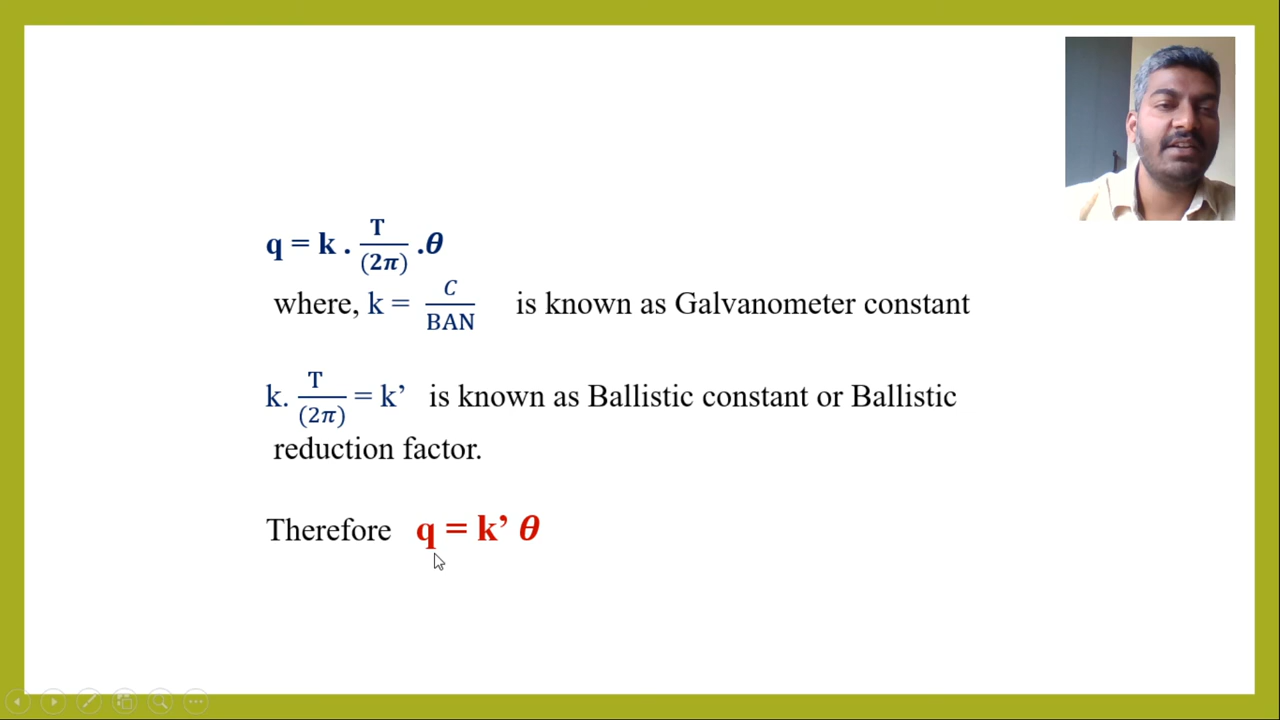 q = k . T/(2π) .θ
where, k = C/BAN is known as Galvanometer constant
k. T/(2π) = k’ is known as Ballistic constant or Ballistic
reduction factor.
Therefore q = k’ θ